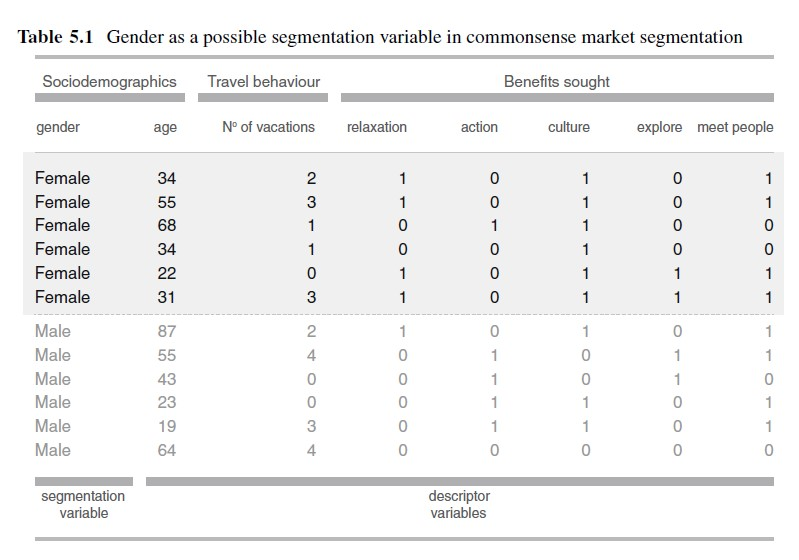 Table 5.1 Gender as a possible segmentation variable in commonsense market segmentation
Sociodemographics Travel behaviour Benefits sought
gender age Nº of vacations relaxation action culture explore meet people
Female 34 2 1 0 1 0 1
Female 55 3 1 0 1 0 1
Female 68 1 0 1 1 0 0
Female 34 1 0 0 1 0 0
Female 22 0 1 0 1 1 1
Female 31 3 1 0 1 1 1
Male 87 2 1 0 1 0 1
Male 55 4 0 1 0 1 1
Male 43 0 0 1 0 1 0
Male 23 0 0 1 1 0 1
Male 19 3 0 1 1 0 1
Male 64 4 0 0 0 0 0
segmentation descriptor
variable variables